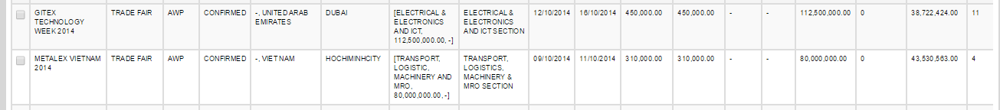 GITEX TECHNOLOGY WEEK 2014 TRADE FAIR AWP CONFIRMED -, UNITED ARAB EMIRATES DUBAI [ELECTRICAL & ELECTRONICS AND ICT, 112,500,000.00, -] ELECTRICAL & ELECTRONICS AND ICT SECTION 12/10/2014 16/10/2014 450,000.00 450,000.00 - - 112,500,000.00 0 38,722,424.00 11
METALEX VIETNAM 2014 TRADE FAIR AWP CONFIRMED -, VIETNAM HOCHIMINHCITY [TRANSPORT, LOGISTIC, MACHINERY AND MRO, 80,000,000.00, -] TRANSPORT, LOGISTICS, MACHINERY & MRO SECTION 09/10/2014 11/10/2014 310,000.00 310,000.00 - - 80,000,000.00 0 43,530,563.00 4